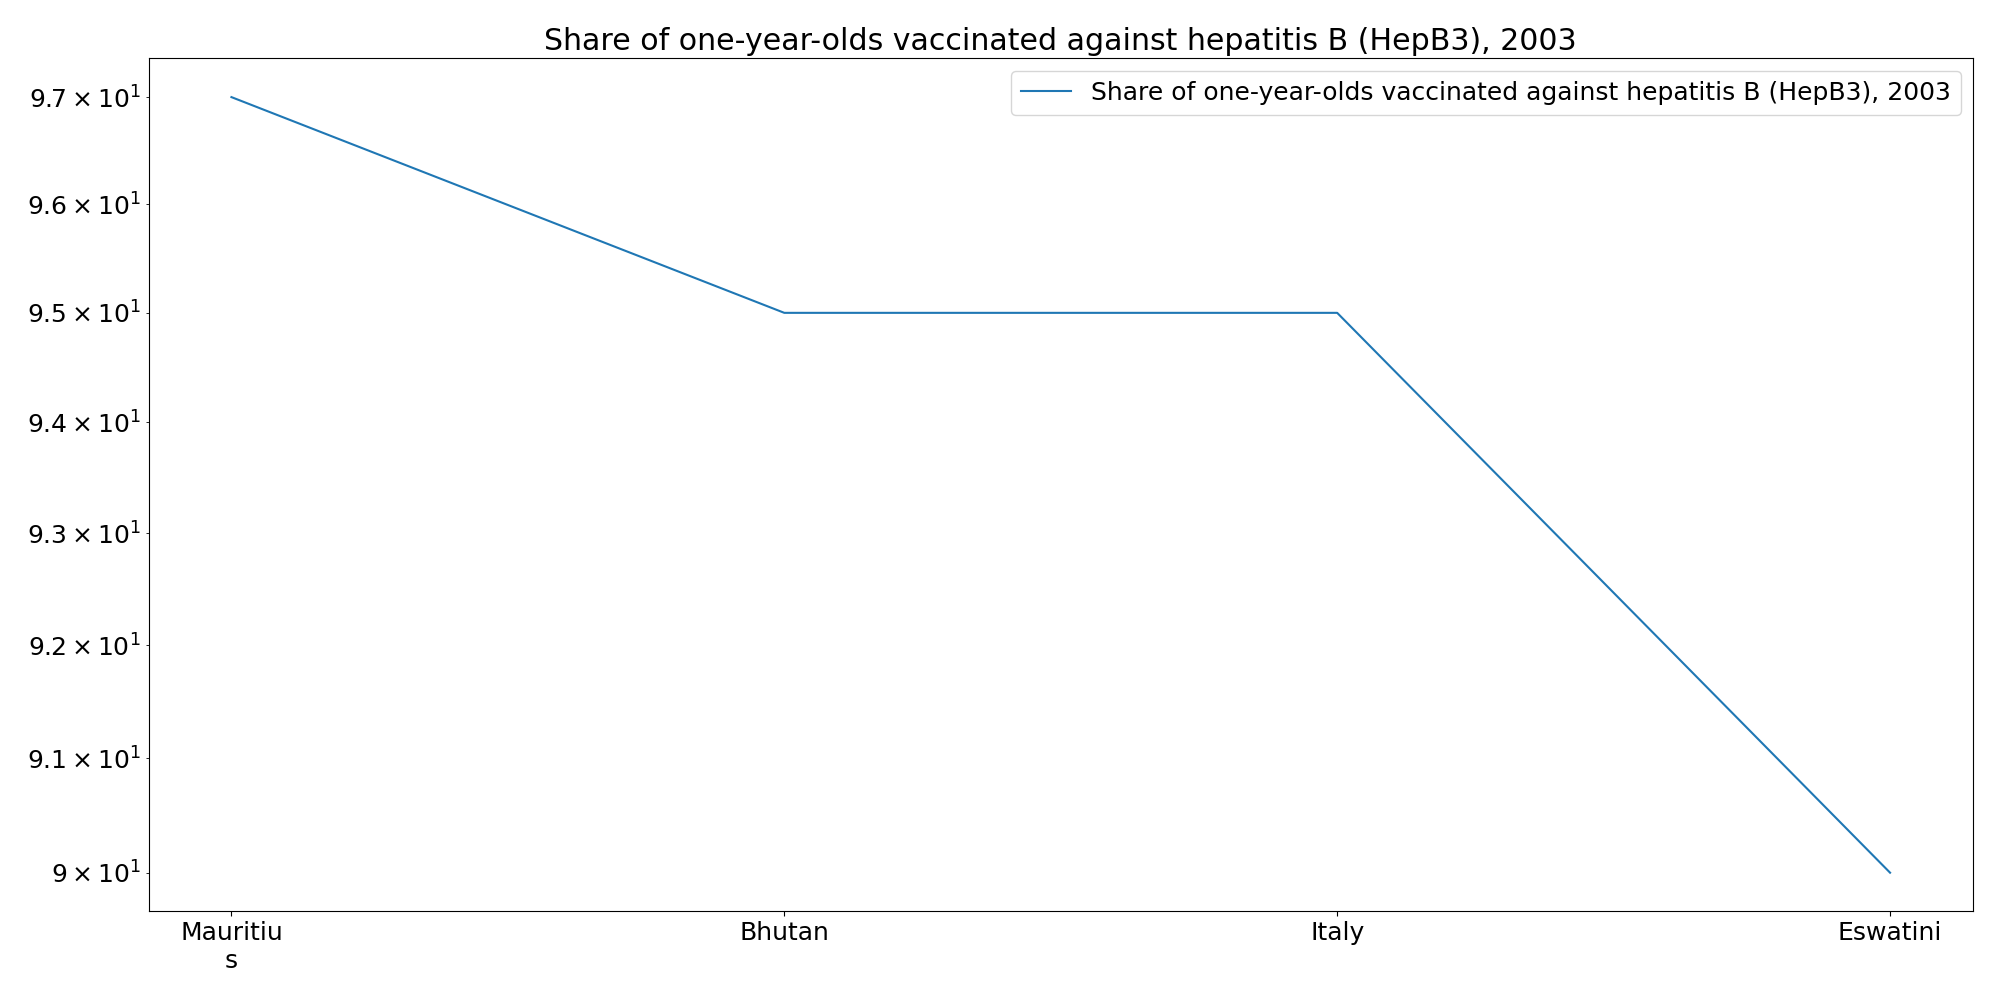 Share of one-year-olds vaccinated against hepatitis B (HepB3), 2003
Share of one-year-olds vaccinated against hepatitis B (HepB3), 2003
9.7 × 10¹
9.6 × 10¹
9.5 × 10¹
9.4 × 10¹
9.3 × 10¹
9.2 × 10¹
9.1 × 10¹
9 × 10¹
Mauritiu
s
Bhutan
Italy
Eswatini